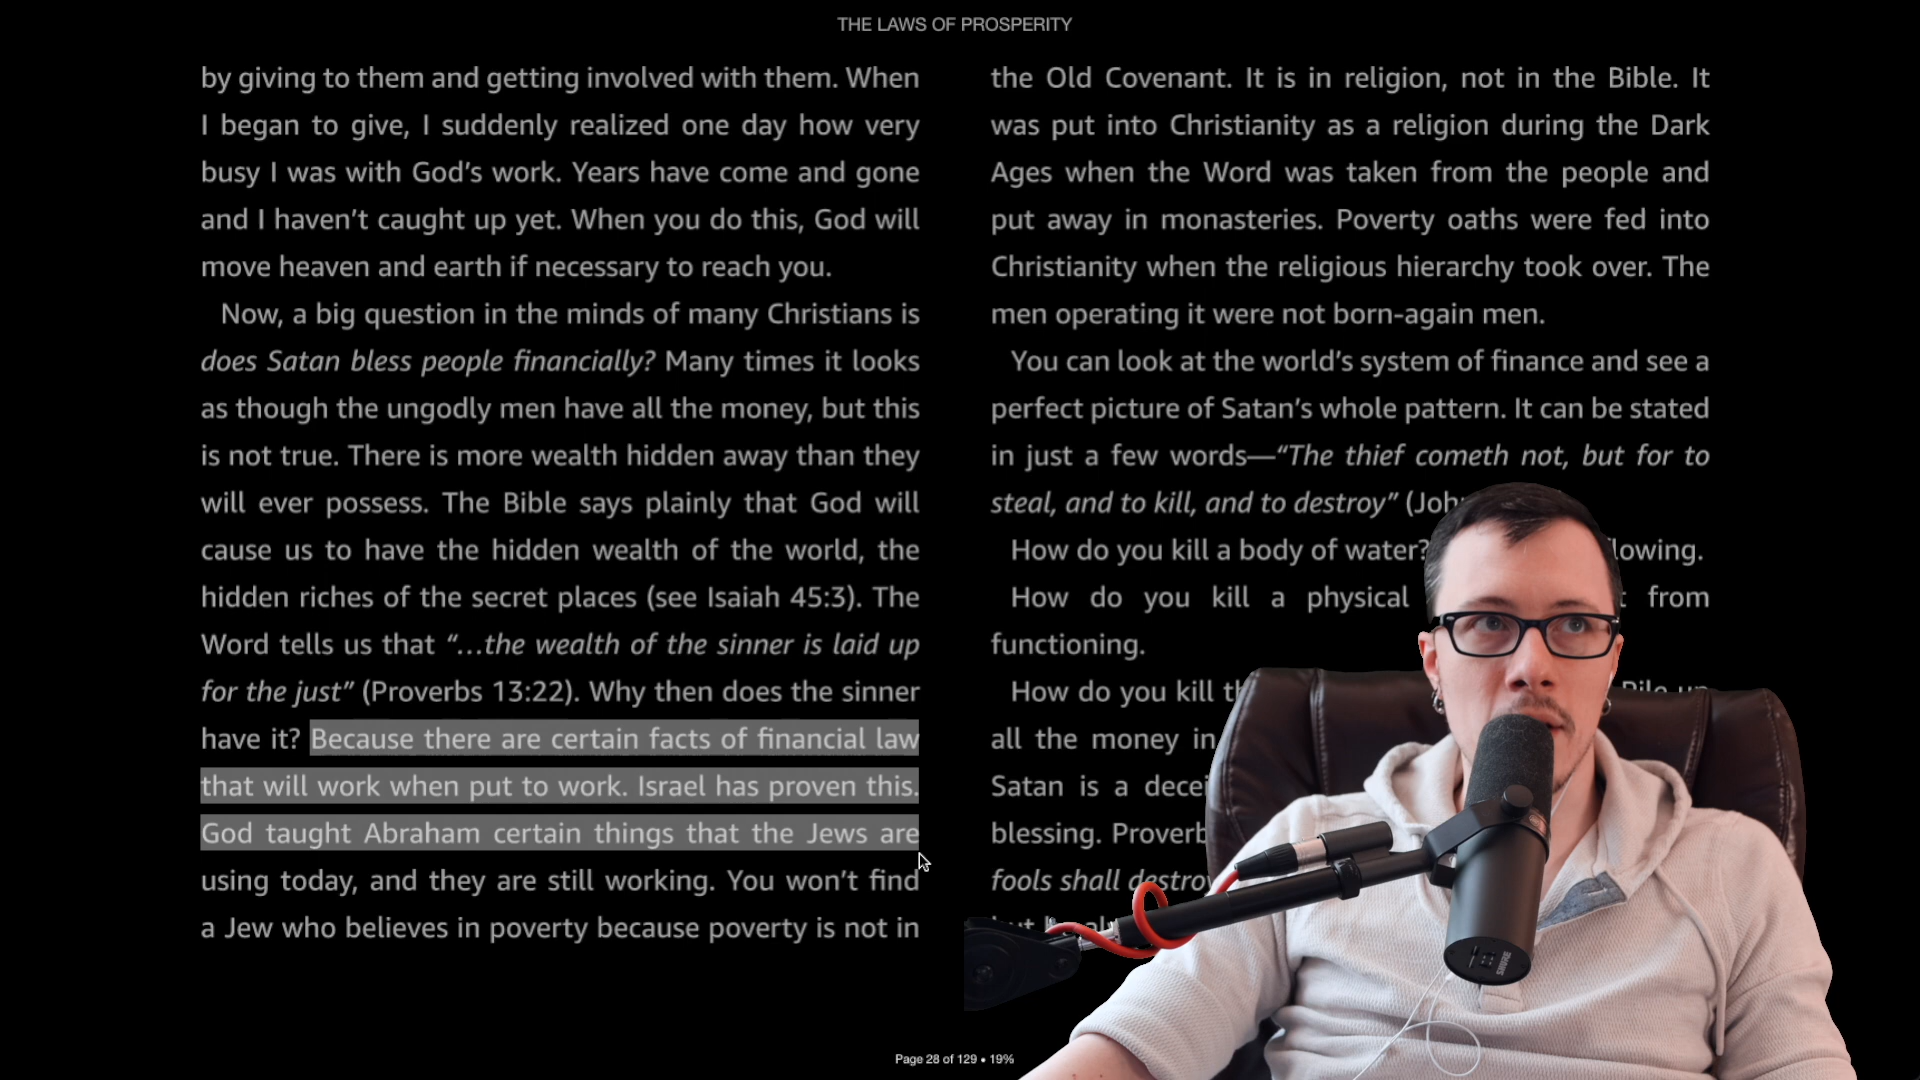 THE LAWS OF PROSPERITY
by giving to them and getting involved with them. When
I began to give, I suddenly realized one day how very
busy I was with God’s work. Years have come and gone
and I haven’t caught up yet. When you do this, God will
move heaven and earth if necessary to reach you.
Now, a big question in the minds of many Christians is
does Satan bless people financially? Many times it looks
as though the ungodly men have all the money, but this
is not true. There is more wealth hidden away than they
will ever possess. The Bible says plainly that God will
cause us to have the hidden wealth of the world, the
hidden riches of the secret places (see Isaiah 45:3). The
Word tells us that “…the wealth of the sinner is laid up
for the just” (Proverbs 13:22). Why then does the sinner
have it? Because there are certain facts of financial law
that will work when put to work. Israel has proven this.
God taught Abraham certain things that the Jews are
using today, and they are still working. You won’t find
a Jew who believes in poverty because poverty is not in
the Old Covenant. It is in religion, not in the Bible. It
was put into Christianity as a religion during the Dark
Ages when the Word was taken from the people and
put away in monasteries. Poverty oaths were fed into
Christianity when the religious hierarchy took over. The
men operating it were not born-again men.
You can look at the world’s system of finance and see a
perfect picture of Satan’s whole pattern. It can be stated
in just a few words—“The thief cometh not, but for to
steal, and to kill, and to destroy”
How do you kill a body of water?
How do you kill a physical from
functioning.
How do you kill
all the money in
Satan is a
blessing.
fools shall
Page 28 of 129 • 19%
SHURE